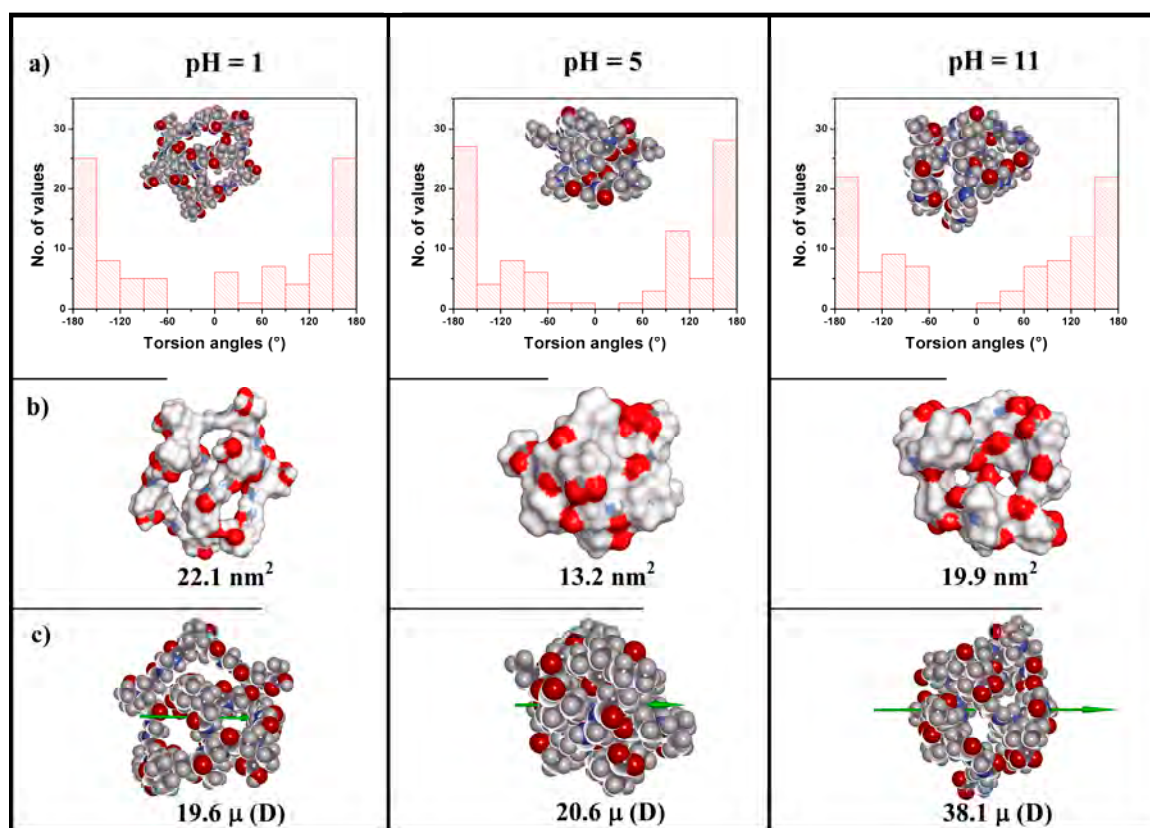 a)
pH = 1
pH = 5
pH = 11
No. of values
30
20
10
0
-180 -120 -60 0 60 120 180
Torsion angles (°)
No. of values
30
20
10
0
-180 -120 -60 0 60 120 180
Torsion angles (°)
No. of values
30
20
10
0
-180 -120 -60 0 60 120 180
Torsion angles (°)
b)
22.1 nm²
13.2 nm²
19.9 nm²
c)
19.6 μ (D)
20.6 μ (D)
38.1 μ (D)